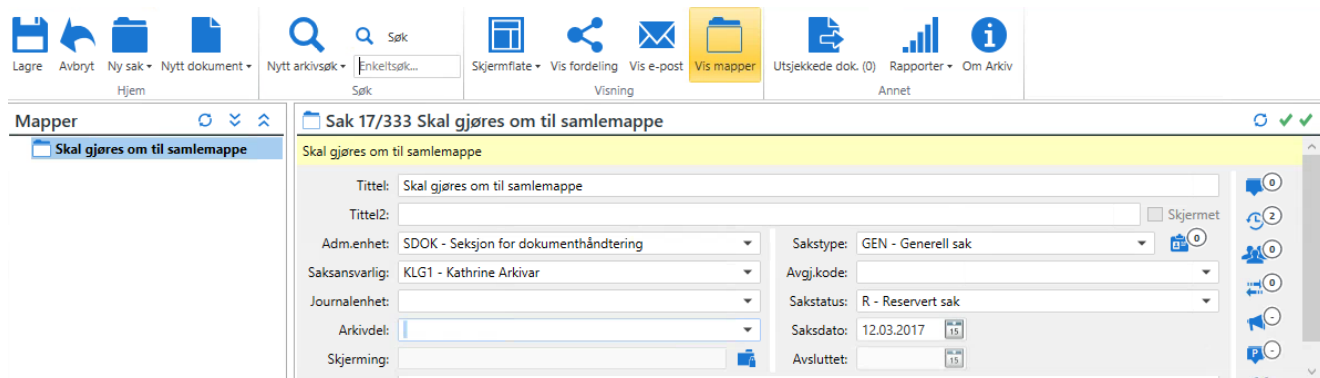 Lagre Avbryt Ny sak Nytt dokument Nytt arkivsøk Søk
Enkeltsøk...
Skjermflate Vis fordeling Vis e-post Vis mapper Utsjekkede dok. (0) Rapporter Om Arkiv
Hjem Søk Visning Annet
Mapper
Skal gjøres om til samlemappe
Sak 17/333 Skal gjøres om til samlemappe
Skal gjøres om til samlemappe
Tittel: Skal gjøres om til samlemappe
0
Tittel2: Skjermet
2
Adm.enhet: SDOK - Seksjon for dokumenthåndtering Sakstype: GEN - Generell sak 0
0
Saksansvarlig: KLG1 - Kathrine Arkivar Avgj.kode:
0
Journalenhet: Sakstatus: R - Reservert sak
-
Arkivdel: Saksdato: 12.03.2017 15
P -
Skjerming: Avsluttet: 15